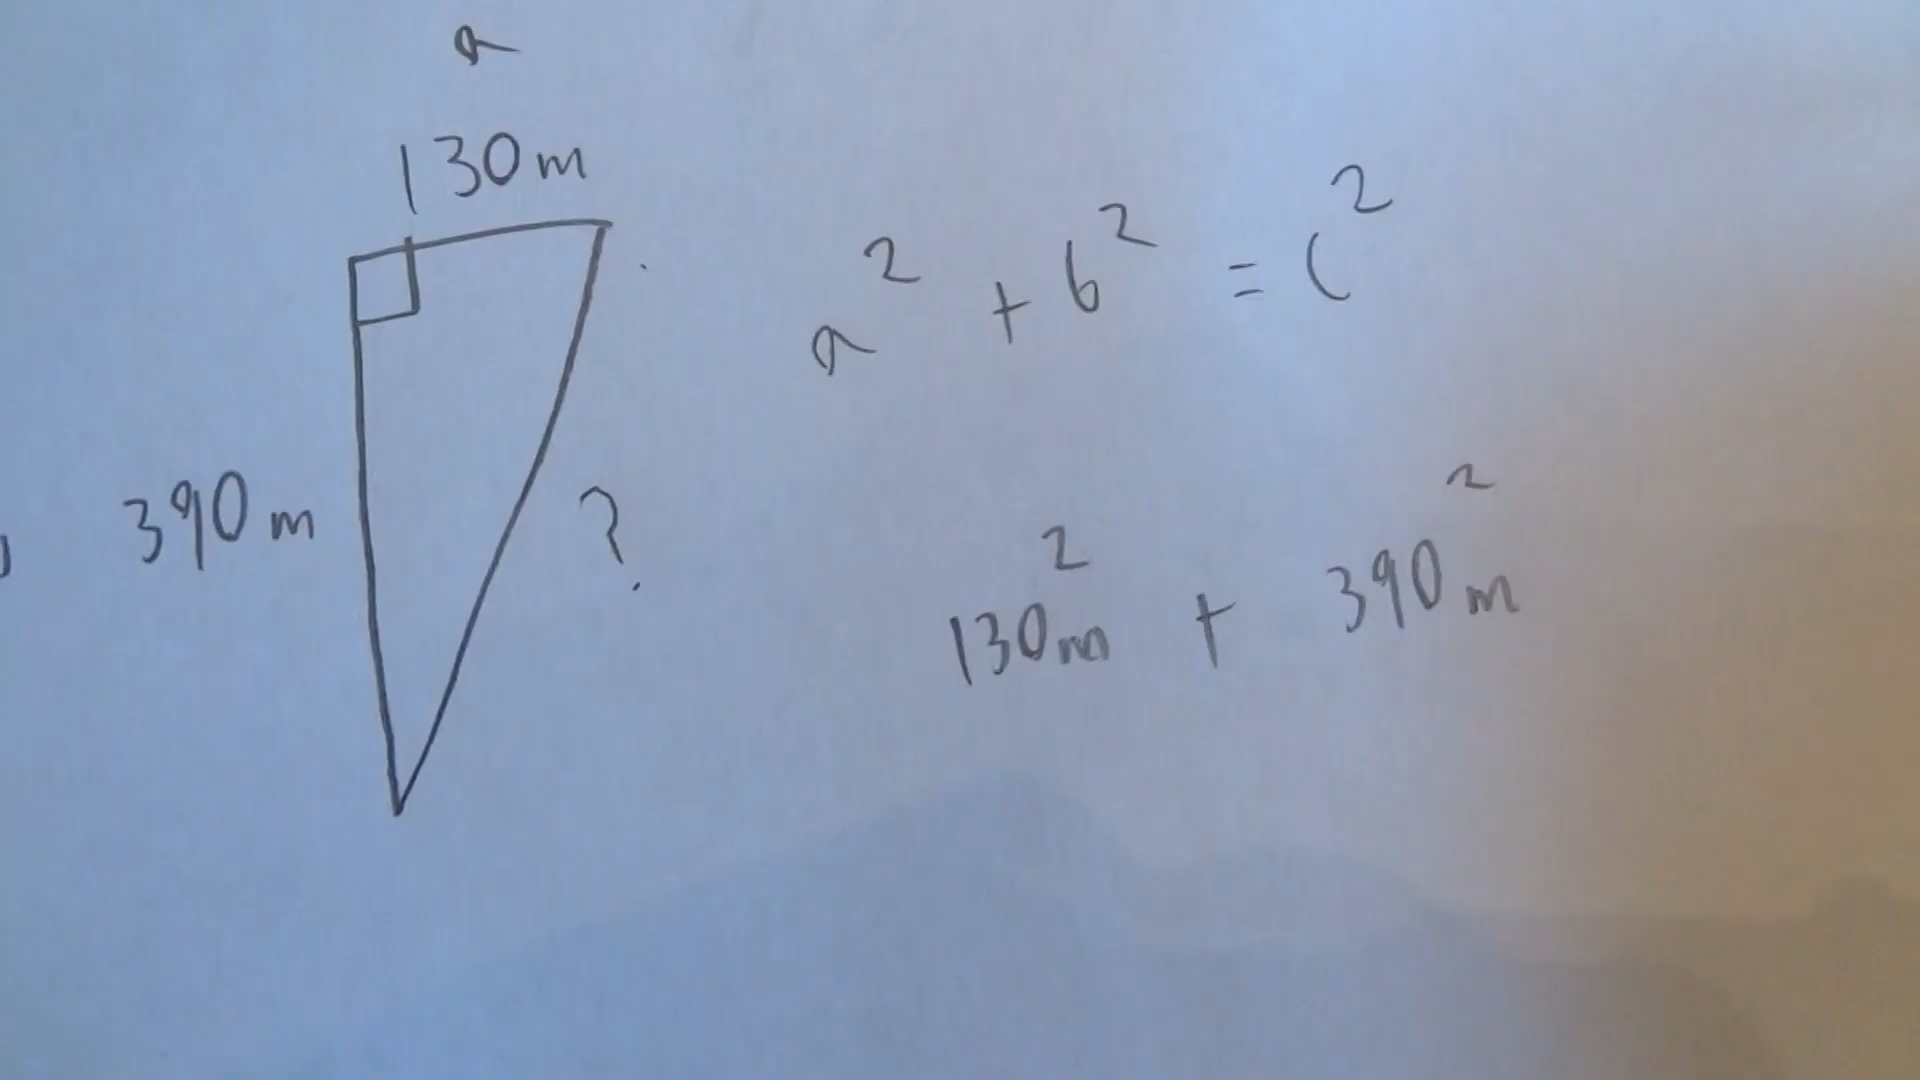 a
130m
a² + b² = c²
390m
?
130m² + 390m²